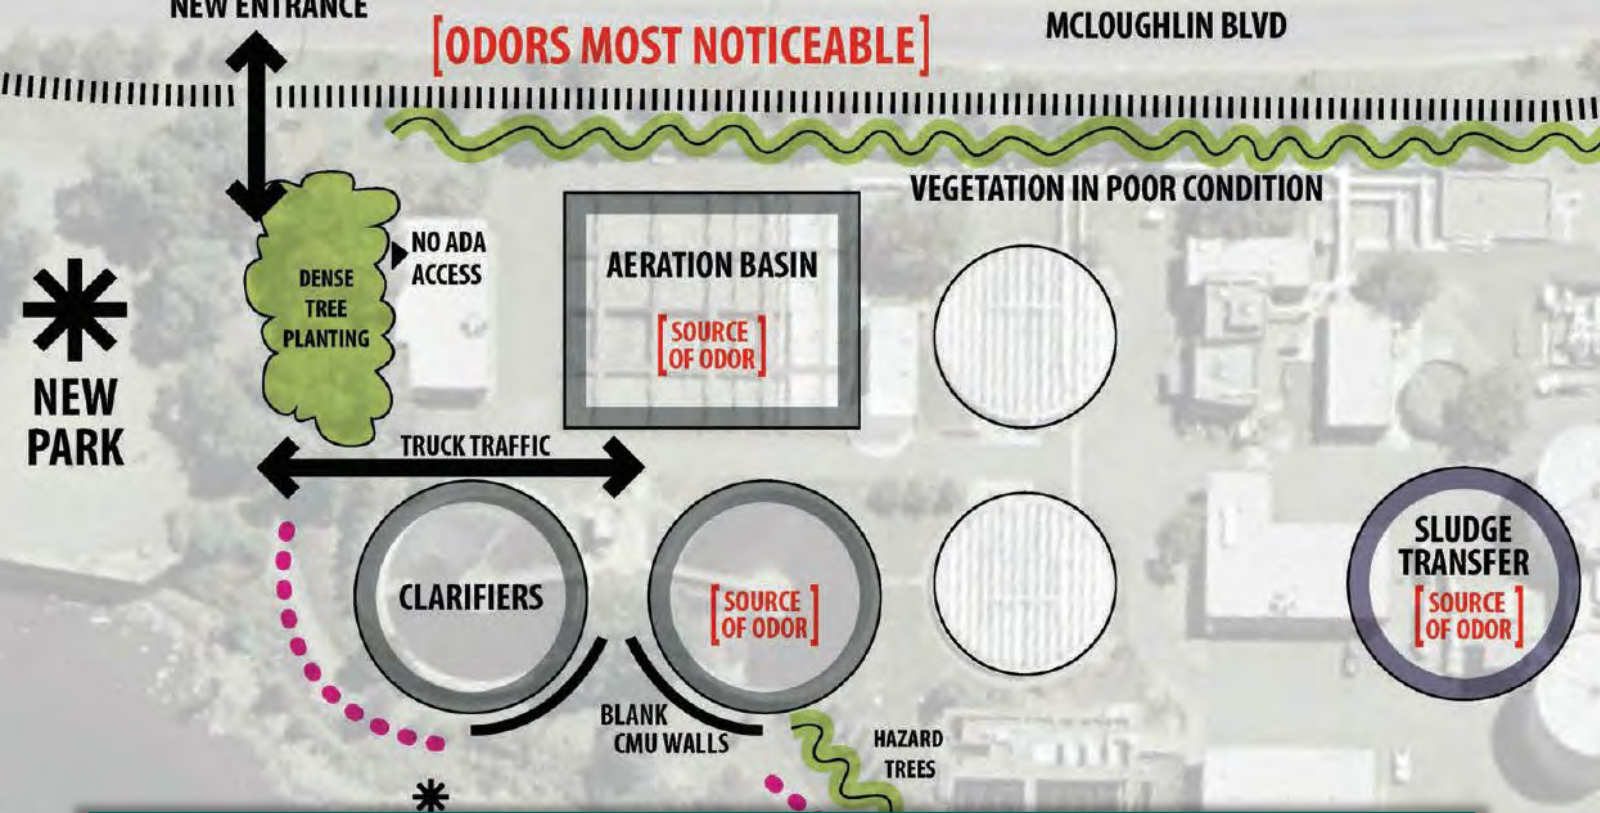 NEW ENTRANCE
[ODORS MOST NOTICEABLE]
MCLOUGHLIN BLVD
VEGETATION IN POOR CONDITION
NO ADA
ACCESS
DENSE
TREE
PLANTING
AERATION BASIN
[SOURCE
OF ODOR]
NEW
PARK
TRUCK TRAFFIC
CLARIFIERS
[SOURCE
OF ODOR]
SLUDGE
TRANSFER
[SOURCE
OF ODOR]
BLANK
CMU WALLS
HAZARD
TREES